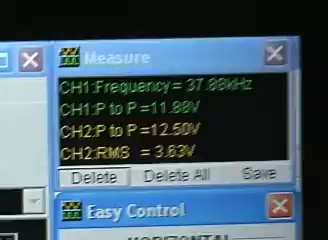 Measure
CH1:Frequency = 37.88kHz
CH1:P to P =11.88V
CH2:P to P =12.50V
CH2:RMS = 3.63V
Delete Delete All Save
Easy Control
HORIZONTAL